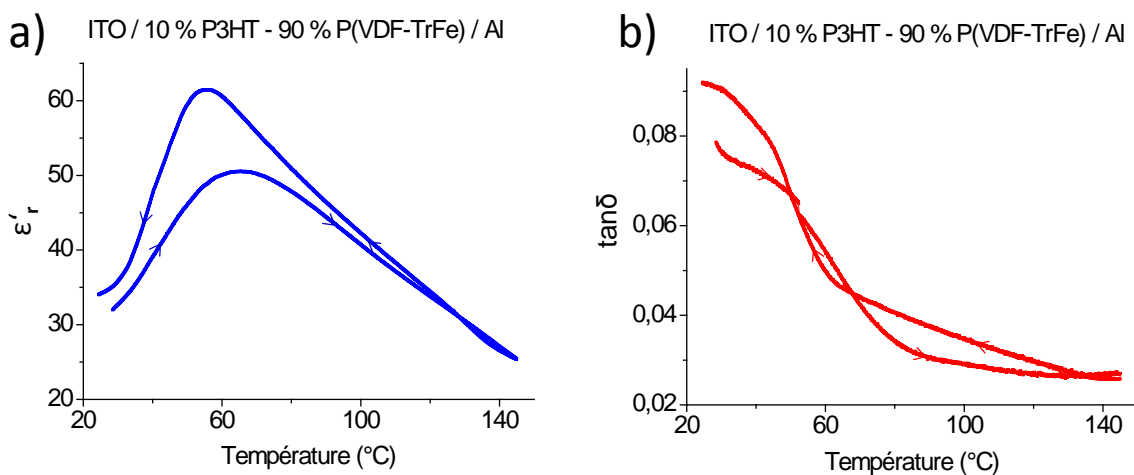 a)
ITO / 10 % P3HT - 90 % P(VDF-TrFe) / Al
60
50
40
30
20
ε'r
20
60
100
140
Température (°C)
b)
ITO / 10 % P3HT - 90 % P(VDF-TrFe) / Al
0,08
0,06
0,04
0,02
tanδ
20
60
100
140
Température (°C)